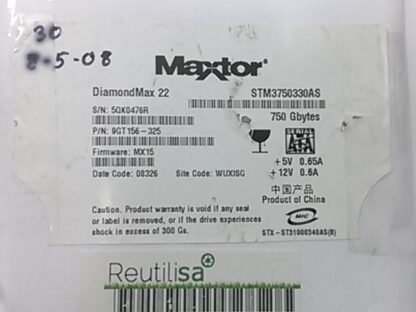 30
8-5-08
Maxtor
DiamondMax 22
STM3750330AS
S/N: 5QK0476R
750 Gbytes
P/N: 9GT156-325
SERIAL
ATA
Firmware: MX15
+5V 0.65A
+12V 0.6A
Date Code: 08326 Site Code: WUXISG
中国产品
Product of China
Caution. Product warranty is void if any seal
or label is removed, or if the drive experiences
shock in excess of 300 Gs.
MIC
STX-ST31000340AS(B)
Reutilisa